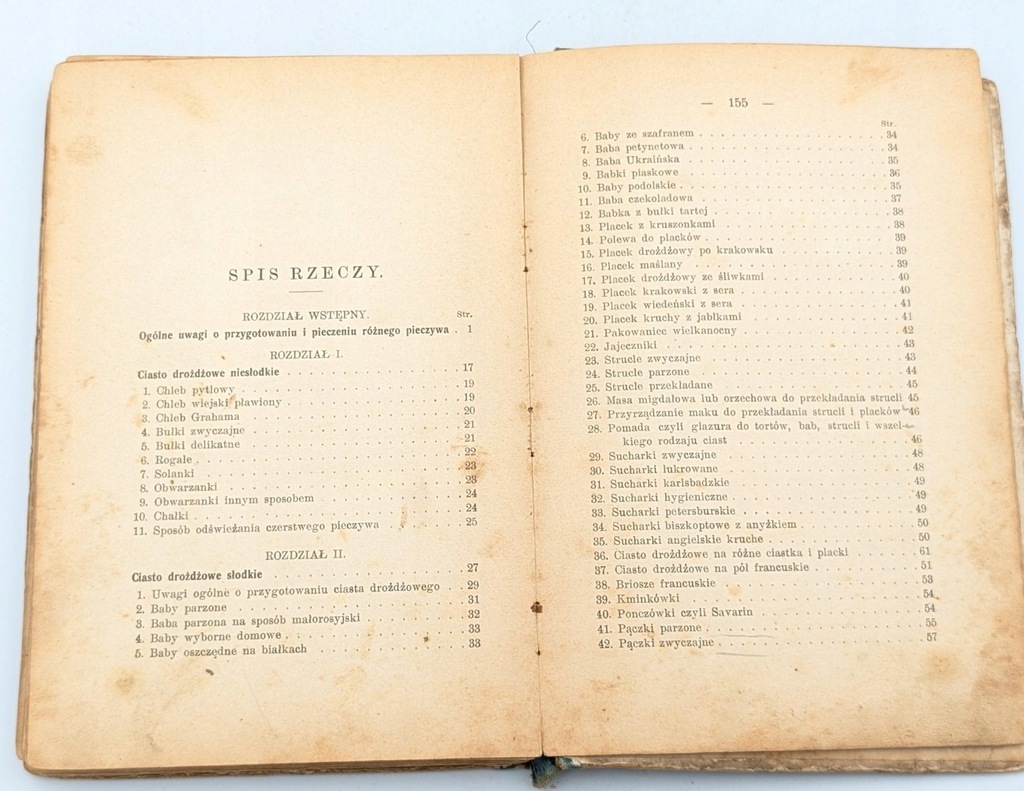 SPIS RZECZY.
ROZDZIAŁ WSTĘPNY. Str.
Ogólne uwagi o przygotowaniu i pieczeniu różnego pieczywa . 1
ROZDZIAŁ I.
Ciasto drożdżowe niesłodkie . . . . . . . . . . 17
1. Chleb pytlowy . . . . . . . . . . 19
2. Chleb wiejski pławiony . . . . . . . . . . 19
3. Chleb Grahama . . . . . . . . . . 20
4. Bułki zwyczajne . . . . . . . . . . 21
5. Bułki delikatne . . . . . . . . . . 21
6. Rogale . . . . . . . . . . 22
7. Solanki . . . . . . . . . . 23
8. Obwarzanki . . . . . . . . . . 23
9. Obwarzanki innym sposobem . . . . . . . . . . 24
10. Chałki . . . . . . . . . . 24
11. Sposób odświeżania czerstwego pieczywa . . . . . . 25
ROZDZIAŁ II.
Ciasto drożdżowe słodkie . . . . . . . . . . 27
1. Uwagi ogólne o przygotowaniu ciasta drożdżowego . . . 29
2. Baby parzone . . . . . . . . . . 31
3. Baba parzona na sposób małorosyjski . . . . . . . 32
4. Baby wyborne domowe . . . . . . . . . . 33
5. Baby oszczędne na białkach . . . . . . . . . . 33
— 155 —
Str.
6. Baby ze szafranem . . . . . . . . . . 34
7. Baba petynetowa . . . . . . . . . . 34
8. Baba Ukraińska . . . . . . . . . . 35
9. Babki piaskowe . . . . . . . . . . 36
10. Baby podolskie . . . . . . . . . . 35
11. Baba czekoladowa . . . . . . . . . . 37
12. Babka z bułki tartej . . . . . . . . . . 38
13. Placek z kruszonkami . . . . . . . . . . 38
14. Polewa do placków . . . . . . . . . . 39
15. Placek drożdżowy po krakowsku . . . . . . . 39
16. Placek maślany . . . . . . . . . . 39
17. Placek drożdżowy ze śliwkami . . . . . . . 40
18. Placek krakowski z sera . . . . . . . . . . 40
19. Placek wiedeński z sera . . . . . . . . . . 41
20. Placek kruchy z jabłkami . . . . . . . . . . 41
21. Pakowaniec wielkanocny . . . . . . . . . . 42
22. Jajeczniki . . . . . . . . . . 43
23. Strucle zwyczajne . . . . . . . . . . 43
24. Strucle parzone . . . . . . . . . . 44
25. Strucle przekładane . . . . . . . . . . 45
26. Masa migdałowa lub orzechowa do przekładania strucli 45
27. Przyrządzanie maku do przekładania strucli i placków 46
28. Pomada czyli glazura do tortów, bab, strucli i wszel-
kiego rodzaju ciast . . . . . . . . . . 46
29. Sucharki zwyczajne . . . . . . . . . . 48
30. Sucharki lukrowane . . . . . . . . . . 48
31. Sucharki karlsbadzkie . . . . . . . . . . 49
32. Sucharki hygieniczne . . . . . . . . . . 49
33. Sucharki petersburskie . . . . . . . . . . 49
34. Sucharki biszkoptowe z anyżkiem . . . . . . . 50
35. Sucharki angielskie kruche . . . . . . . . . . 50
36. Ciasto drożdżowe na różne ciastka i placki . . . . . . 61
37. Ciasto drożdżowe na pół francuskie . . . . . . . 51
38. Briosze francuskie . . . . . . . . . . 53
39. Kminkówki . . . . . . . . . . 54
40. Ponczówki czyli Savarin . . . . . . . . . . 54
41. Pączki parzone . . . . . . . . . . 55
42. Pączki zwyczajne . . . . . . . . . . 57